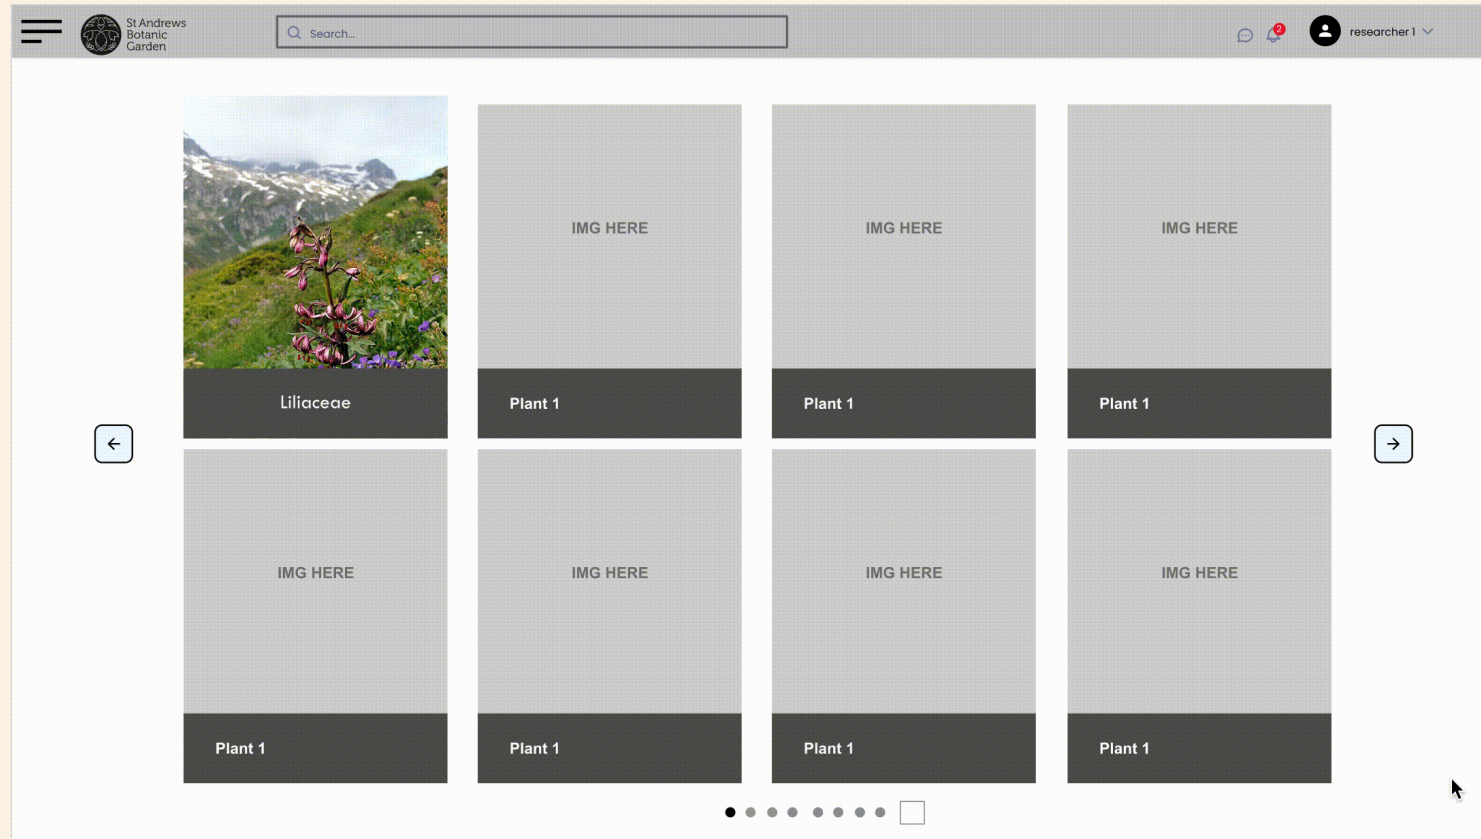 St Andrews
Botanic
Garden
Search...
2
researcher 1
IMG HERE
IMG HERE
IMG HERE
Liliaceae
Plant 1
Plant 1
Plant 1
IMG HERE
IMG HERE
IMG HERE
IMG HERE
Plant 1
Plant 1
Plant 1
Plant 1